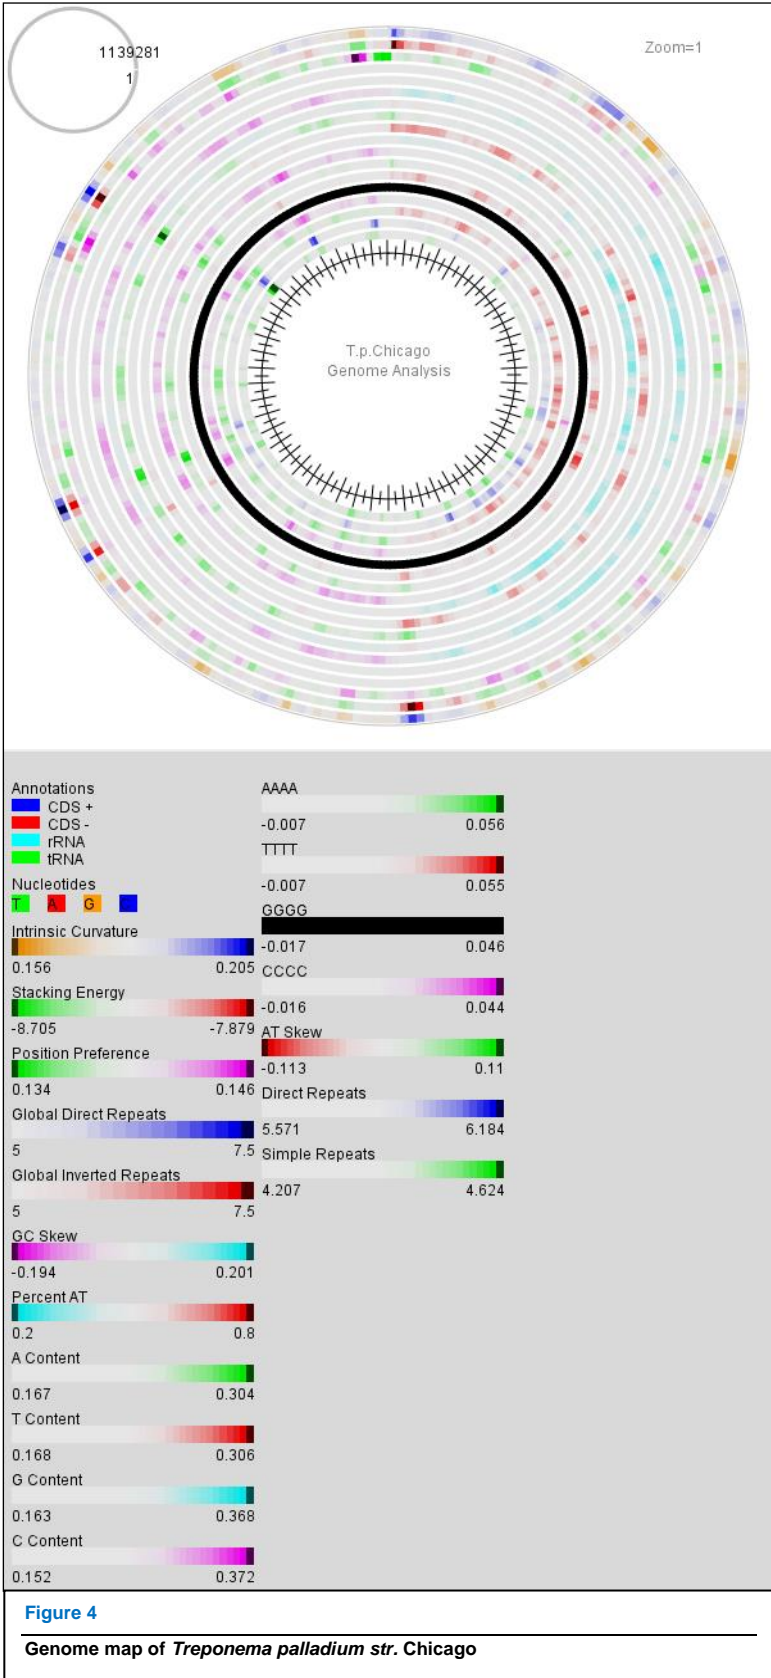 1139281
1
Zoom=1
T.p.Chicago
Genome Analysis
Annotations
CDS +
CDS -
rRNA
tRNA
Nucleotides
T A G
Intrinsic Curvature
0.156 0.205
Stacking Energy
-8.705 -7.879
Position Preference
0.134 0.146
Global Direct Repeats
5 7.5
Global Inverted Repeats
5 7.5
GC Skew
-0.194 0.201
Percent AT
0.2 0.8
A Content
0.167 0.304
T Content
0.168 0.306
G Content
0.163 0.368
C Content
0.152 0.372
AAAA
-0.007 0.056
TTTT
-0.007 0.055
GGGG
-0.017 0.046
CCCC
-0.016 0.044
AT Skew
-0.113 0.11
Direct Repeats
5.571 6.184
Simple Repeats
4.207 4.624
Figure 4
Genome map of Treponema palladium str. Chicago